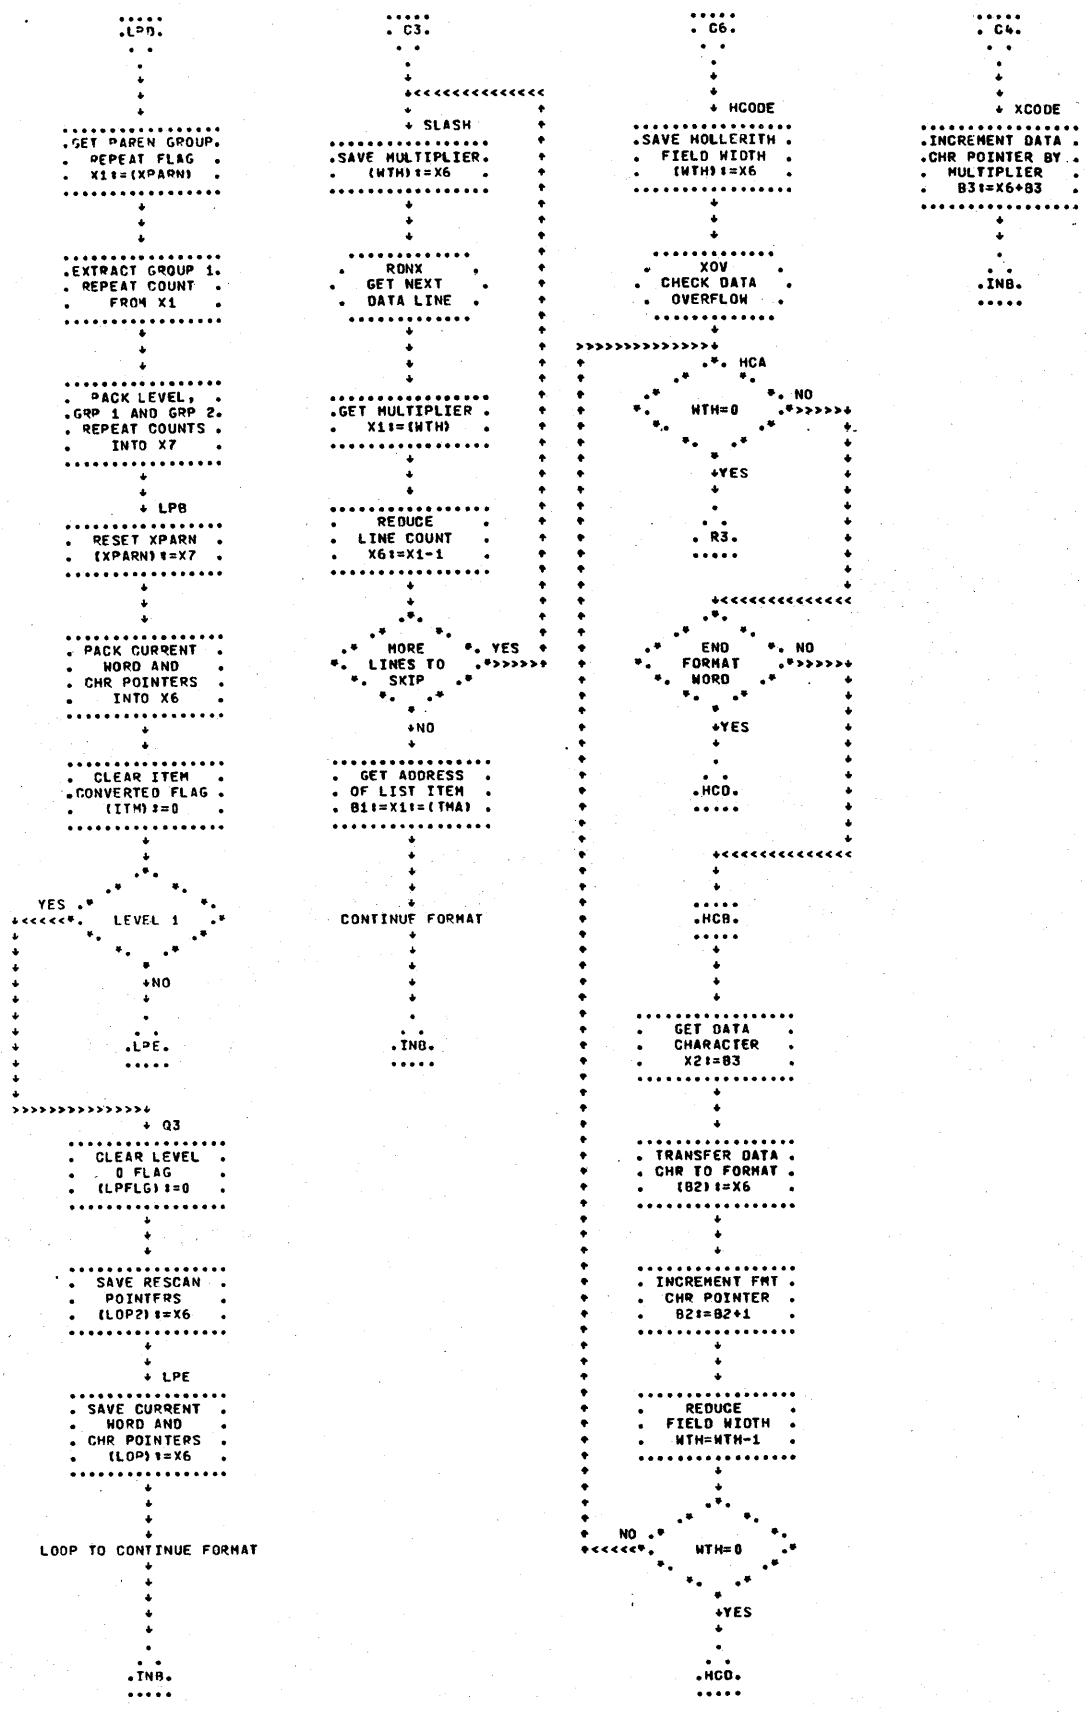 LPD.
GET PAREN GROUP
REPEAT FLAG
X1:=(XPARN)
EXTRACT GROUP 1
REPEAT COUNT
FROM X1
PACK LEVEL,
GRP 1 AND GRP 2
REPEAT COUNTS
INTO X7
LPB
RESET XPARN
(XPARN):=X7
PACK CURRENT
WORD AND
CHR POINTERS
INTO X6
CLEAR ITEM
CONVERTED FLAG
(ITM):=0
YES
LEVEL 1
NO
LPE.
Q3
CLEAR LEVEL
0 FLAG
(LPFLG):=0
SAVE RESCAN
POINTERS
(LOP2):=X6
LPE
SAVE CURRENT
WORD AND
CHR POINTERS
(LOP):=X6
LOOP TO CONTINUE FORMAT
INB.
C3.
SLASH
SAVE MULTIPLIER
(WTH):=X6
RDNX
GET NEXT
DATA LINE
GET MULTIPLIER
X1:=(WTH)
REDUCE
LINE COUNT
X6:=X1-1
MORE
LINES TO
SKIP
YES
NO
GET ADDRESS
OF LIST ITEM
B1:=X1:=(TMA)
CONTINUE FORMAT
INB.
C6.
HCODE
SAVE HOLLERITH
FIELD WIDTH
(WTH):=X6
XOV
CHECK DATA
OVERFLOW
HCA
WTH=0
NO
YES
R3.
END
FORMAT
WORD
NO
YES
HCD.
HCB.
GET DATA
CHARACTER
X2:=B3
TRANSFER DATA
CHR TO FORMAT
(B2):=X6
INCREMENT FMT
CHR POINTER
B2:=B2+1
REDUCE
FIELD WIDTH
WTH=WTH-1
NO
WTH=0
YES
HCD.
C4.
XCODE
INCREMENT DATA
CHR POINTER BY
MULTIPLIER
B3:=X6+B3
INB.